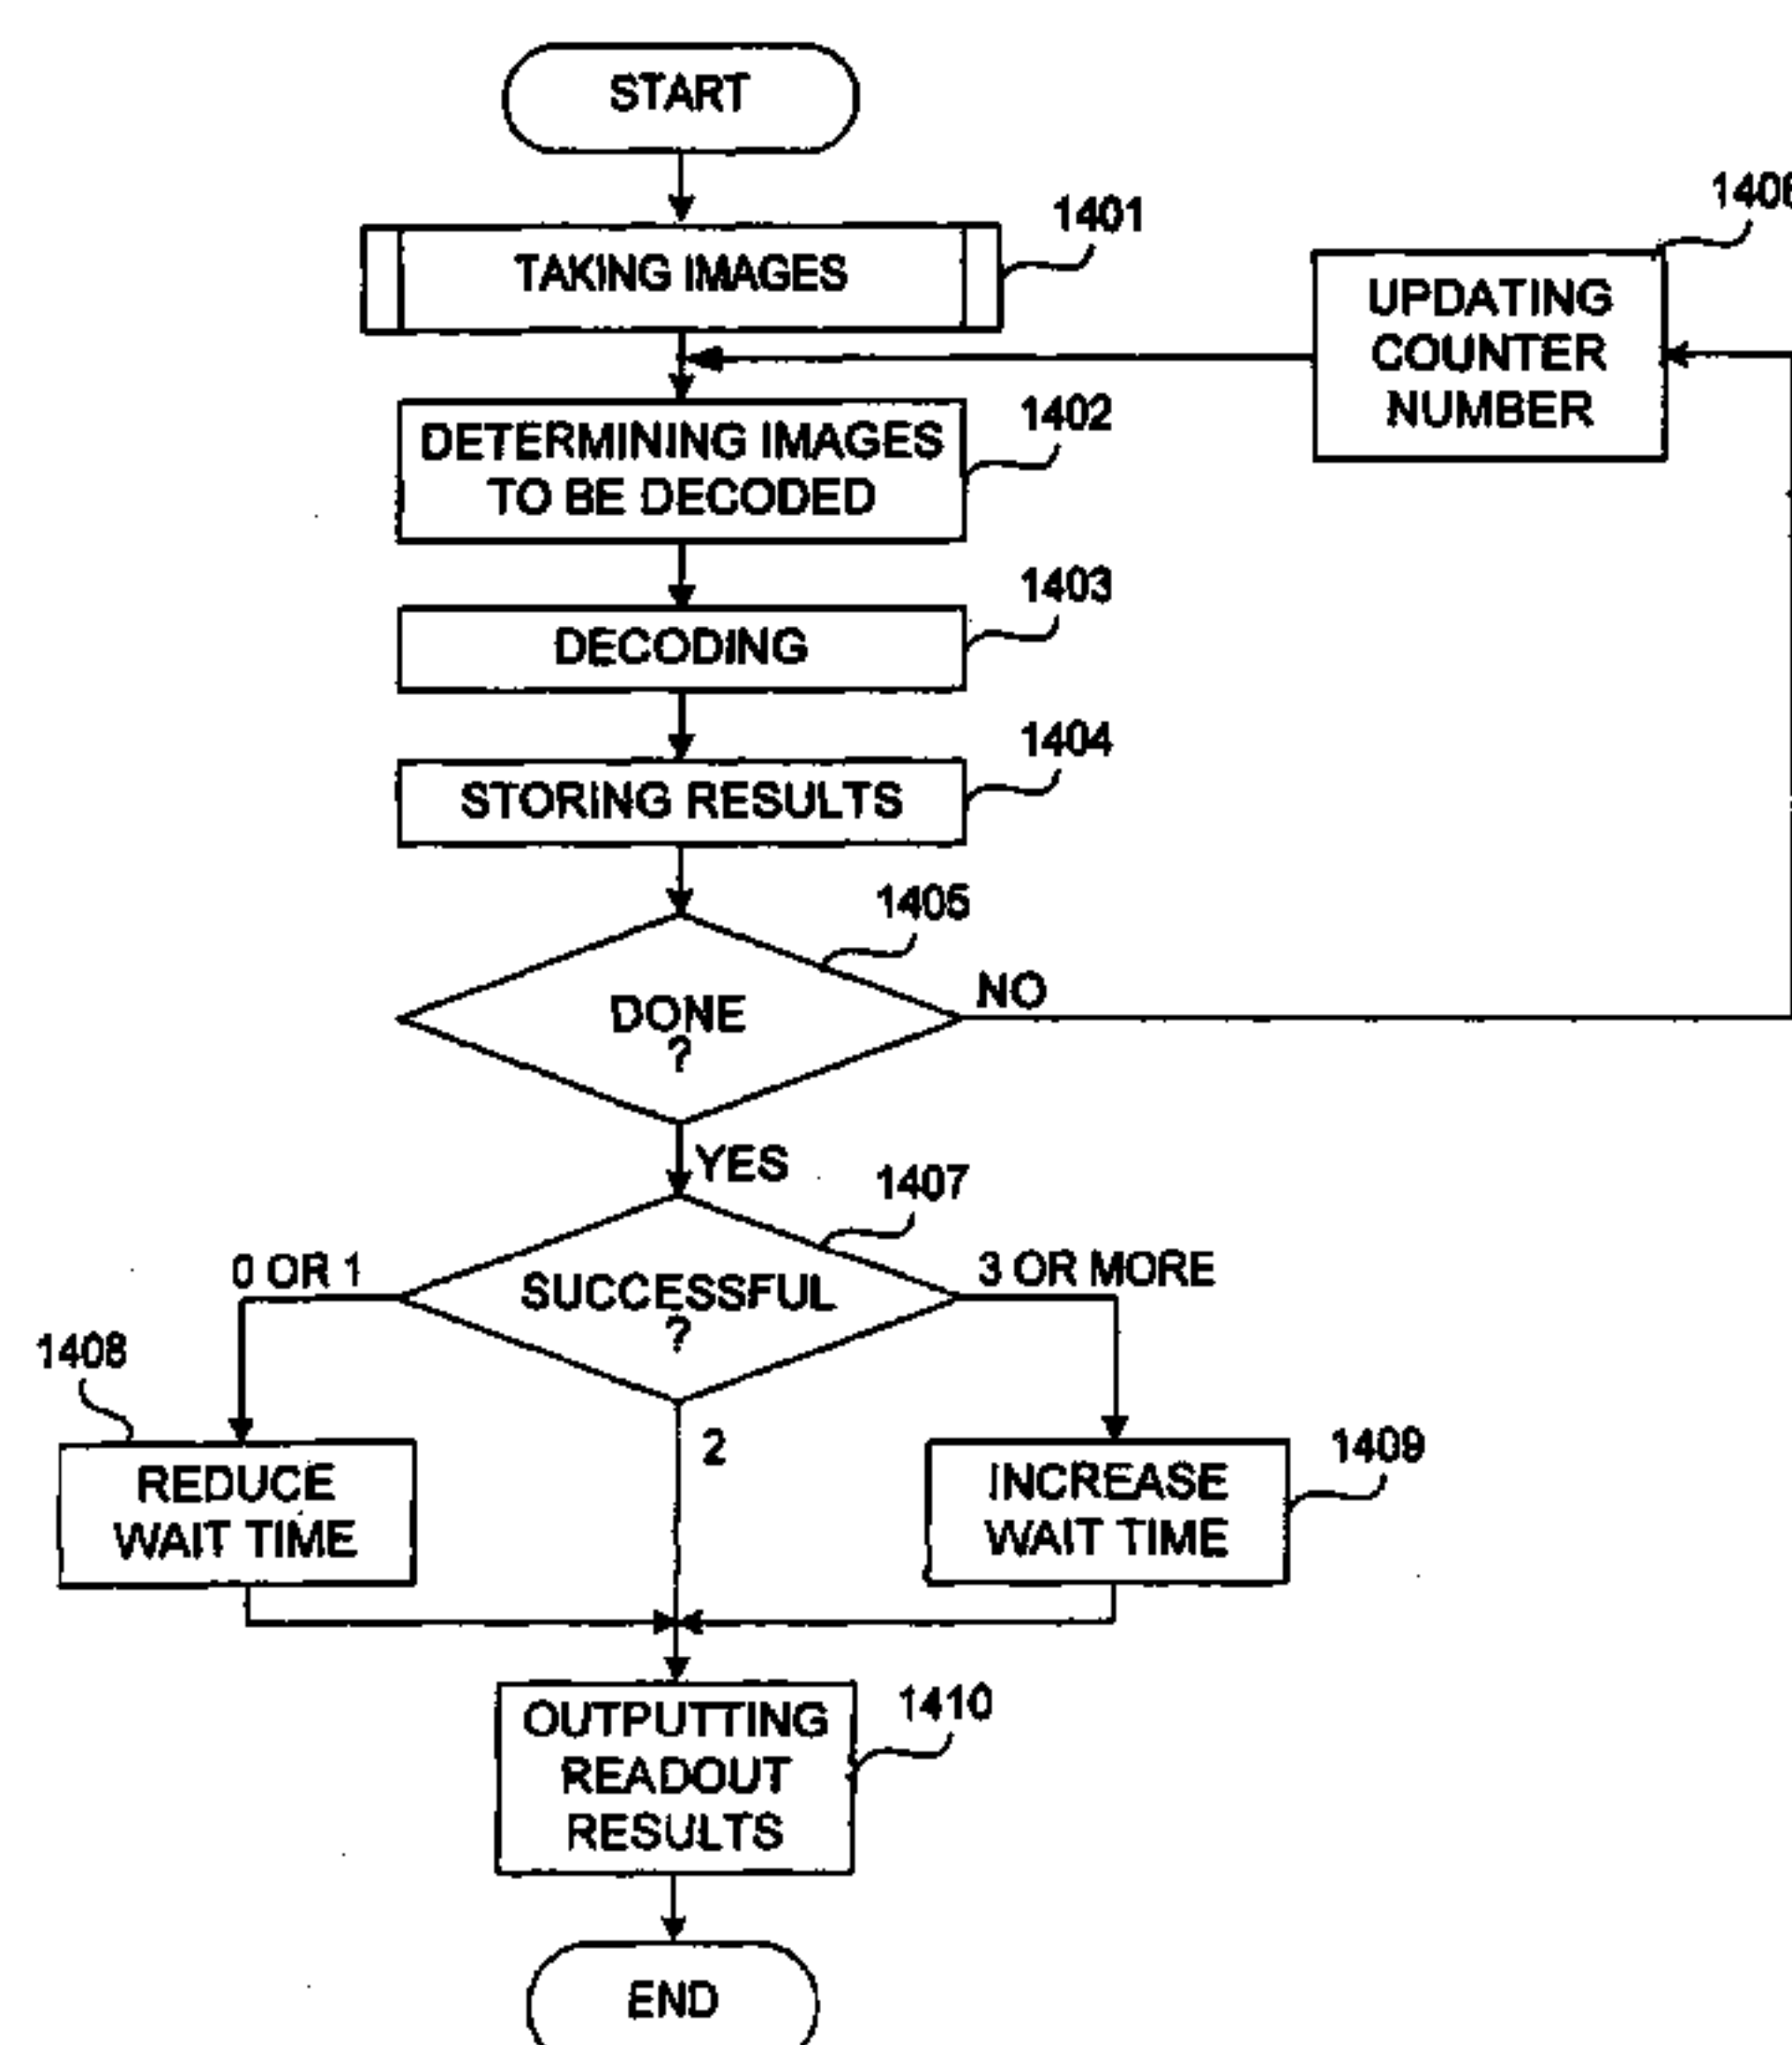 START
1401
TAKING IMAGES
1406
UPDATING
COUNTER
NUMBER
1402
DETERMINING IMAGES
TO BE DECODED
1403
DECODING
1404
STORING RESULTS
1405
DONE
?
NO
YES
1407
SUCCESSFUL
?
0 OR 1
3 OR MORE
2
1408
REDUCE
WAIT TIME
INCREASE
WAIT TIME
1409
OUTPUTTING
READOUT
RESULTS
1410
END